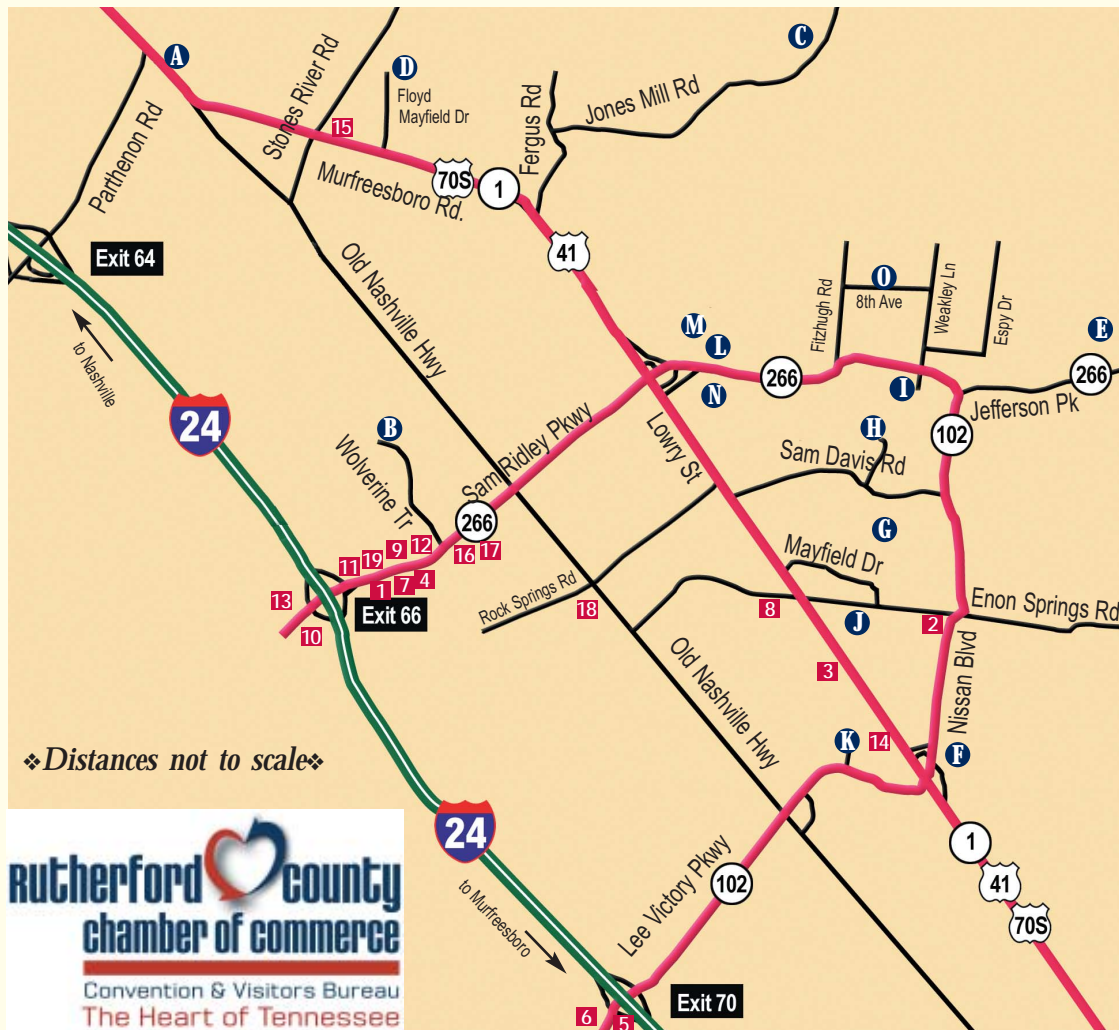 A
C
D
Floyd
Mayfield Dr
Stones River Rd
Parthenon Rd
15
Fergus Rd
Jones Mill Rd
Murfreesboro Rd.
70S
1
41
Exit 64
to Nashville
Old Nashville Hwy
24
O
8th Ave
Fitzhugh Rd
Weakley Ln
Espy Dr
E
266
M
L
N
266
I
Jefferson Pk
102
B
Wolverine Tr
Sam Ridley Pkwy
266
Lowry St
H
Sam Davis Rd
G
Mayfield Dr
11
19
9
12
16
17
13
1
7
4
10
Exit 66
Rock Springs Rd
18
8
J
2
Enon Springs Rd
3
Nissan Blvd
Old Nashville Hwy
K
14
F
❖Distances not to scale❖
24
to Murfreesboro
Lee Victory Pkwy
102
1
41
70S
Exit 70
6
5
Rutherford county
chamber of commerce
Convention & Visitors Bureau
The Heart of Tennessee